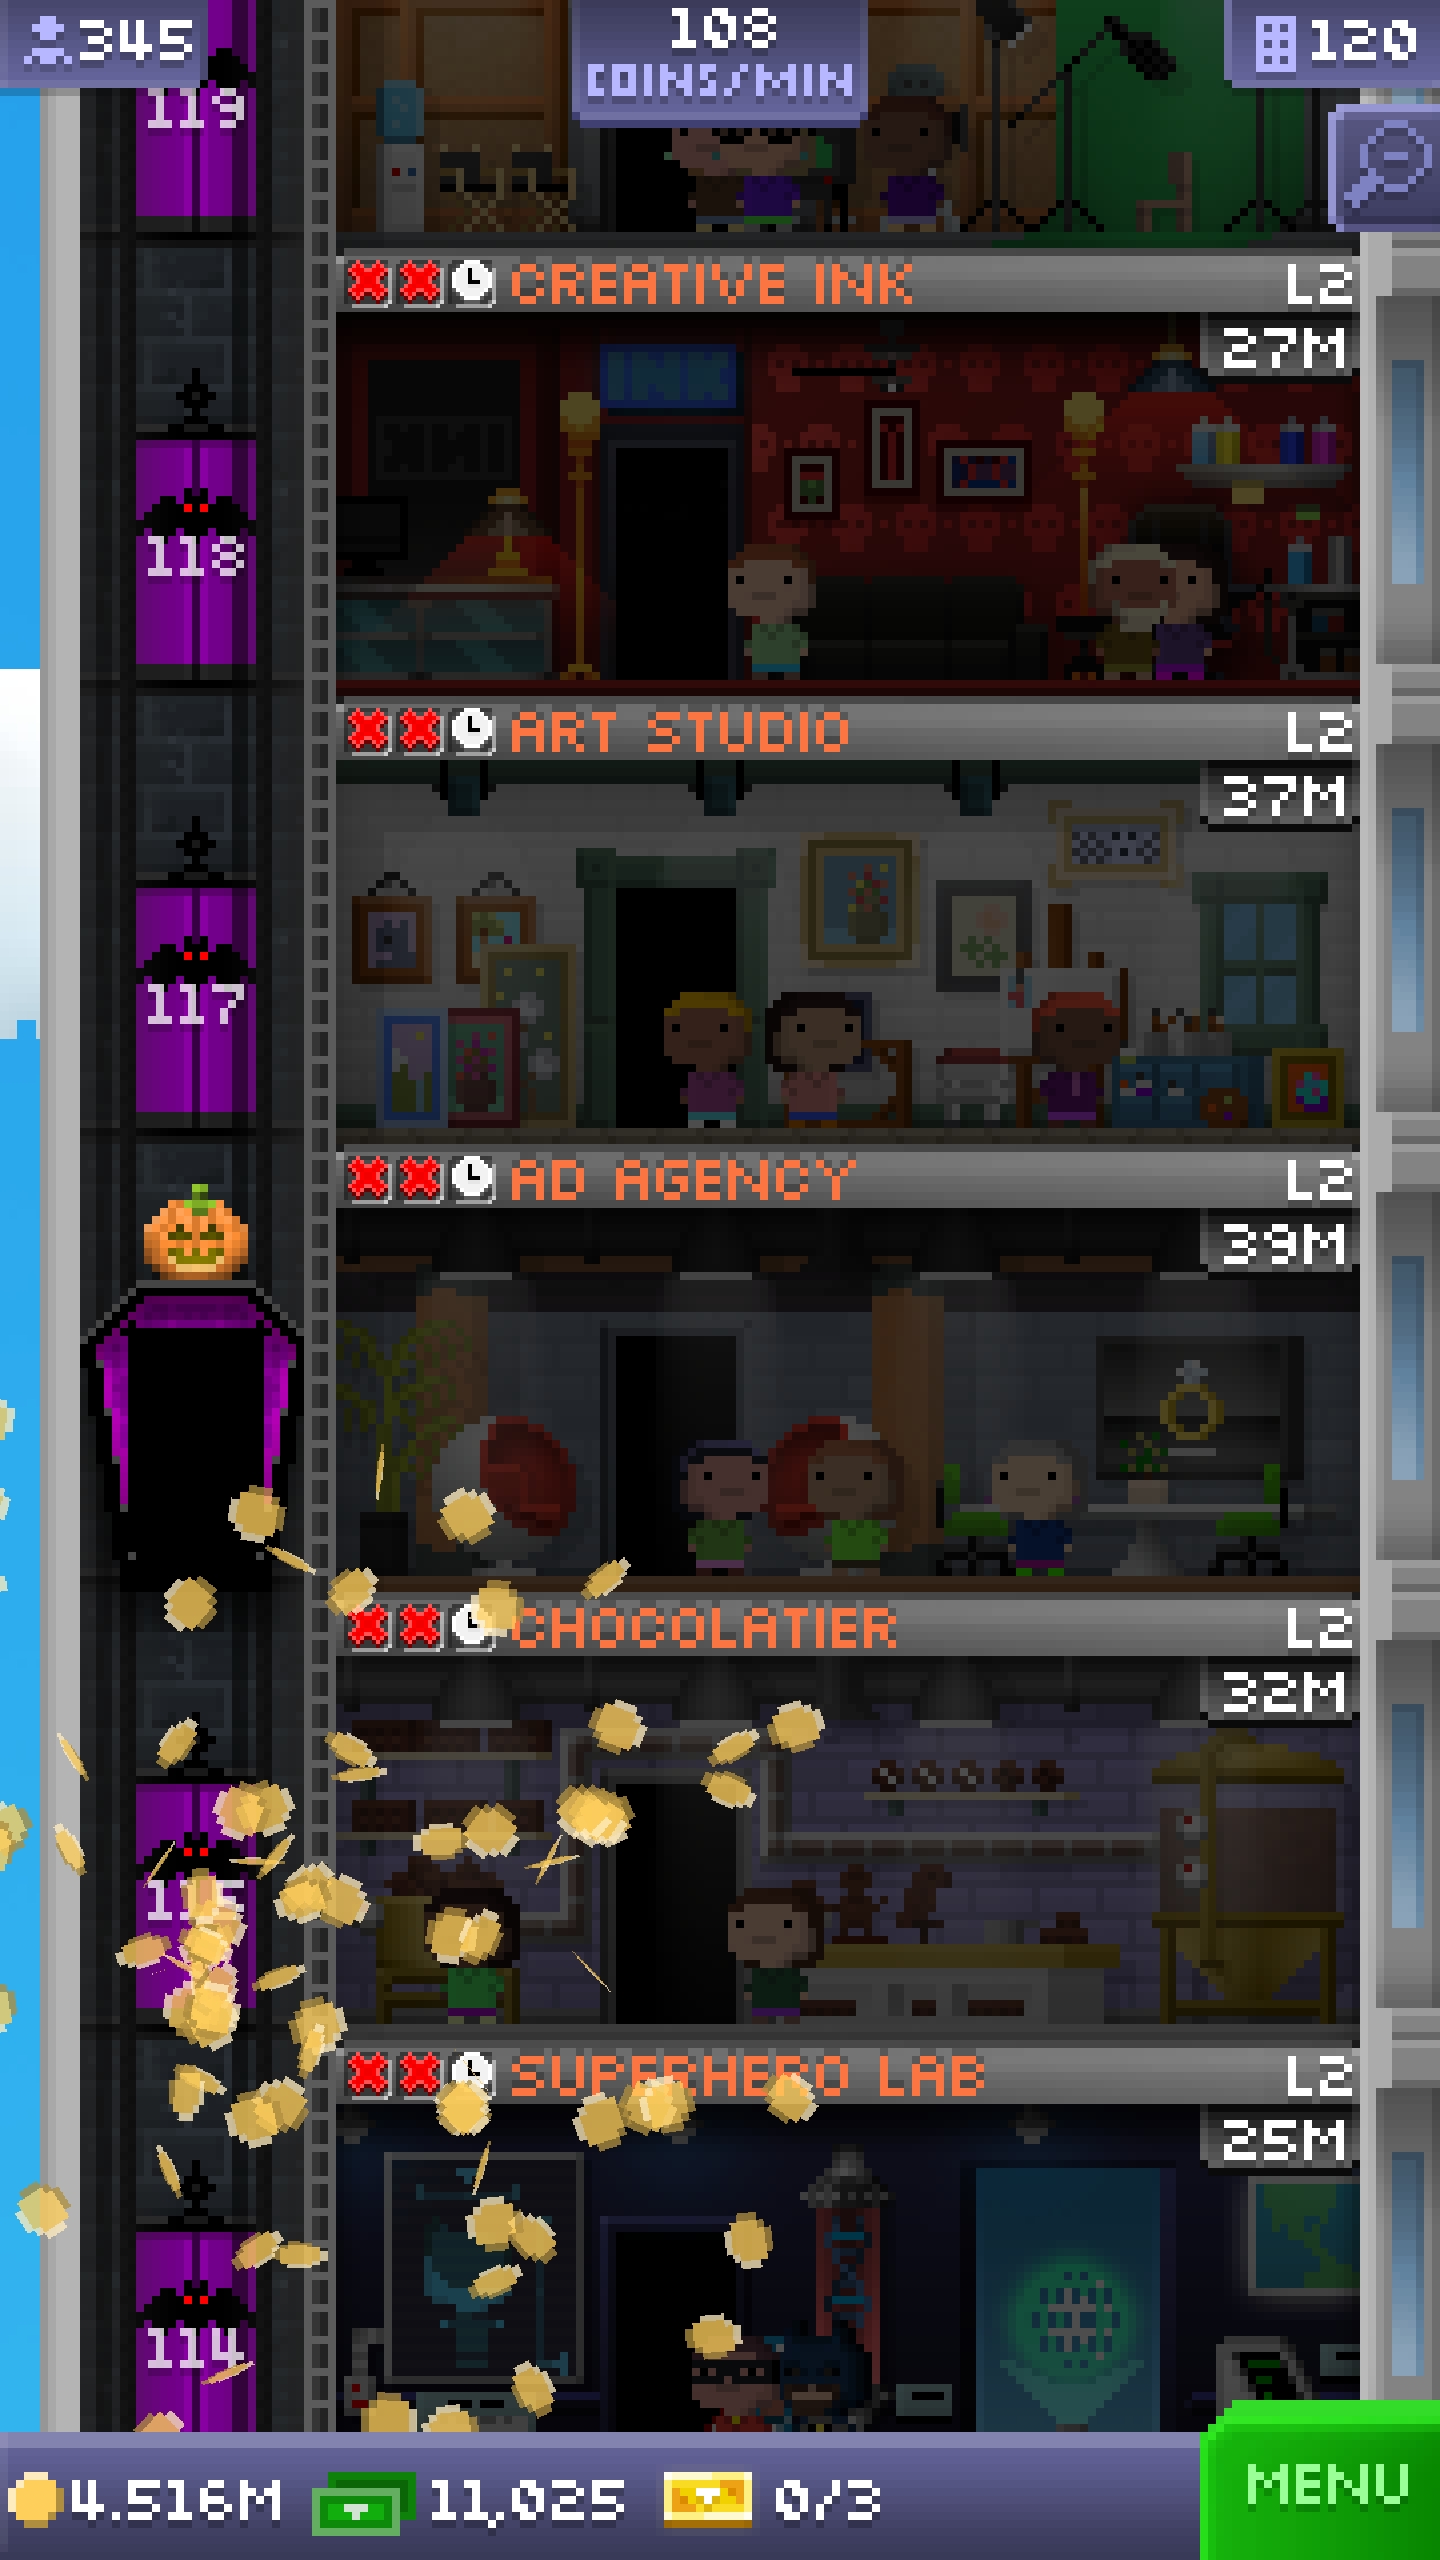 345
108
COINS/MIN
120
119
CREATIVE INK L2
27M
INK
118
ART STUDIO L2
37M
117
AD AGENCY L2
39M
CHOCOLATIER L2
32M
115
SUPERHERO LAB L2
25M
114
4.516M 11,025 0/3
MENU